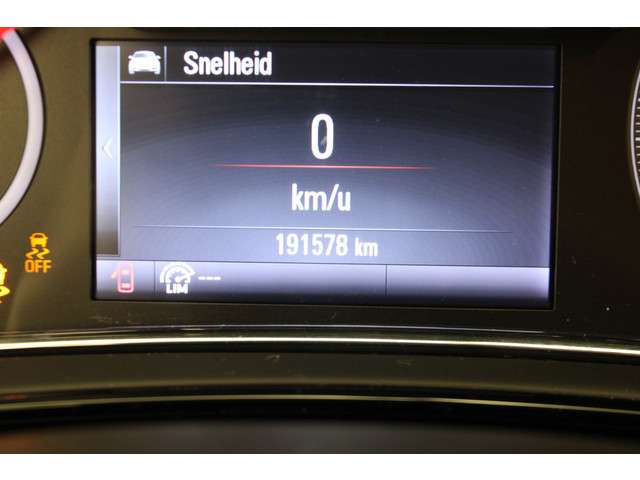 Snelheid
0
km/u
191578 km
OFF
LIM ---